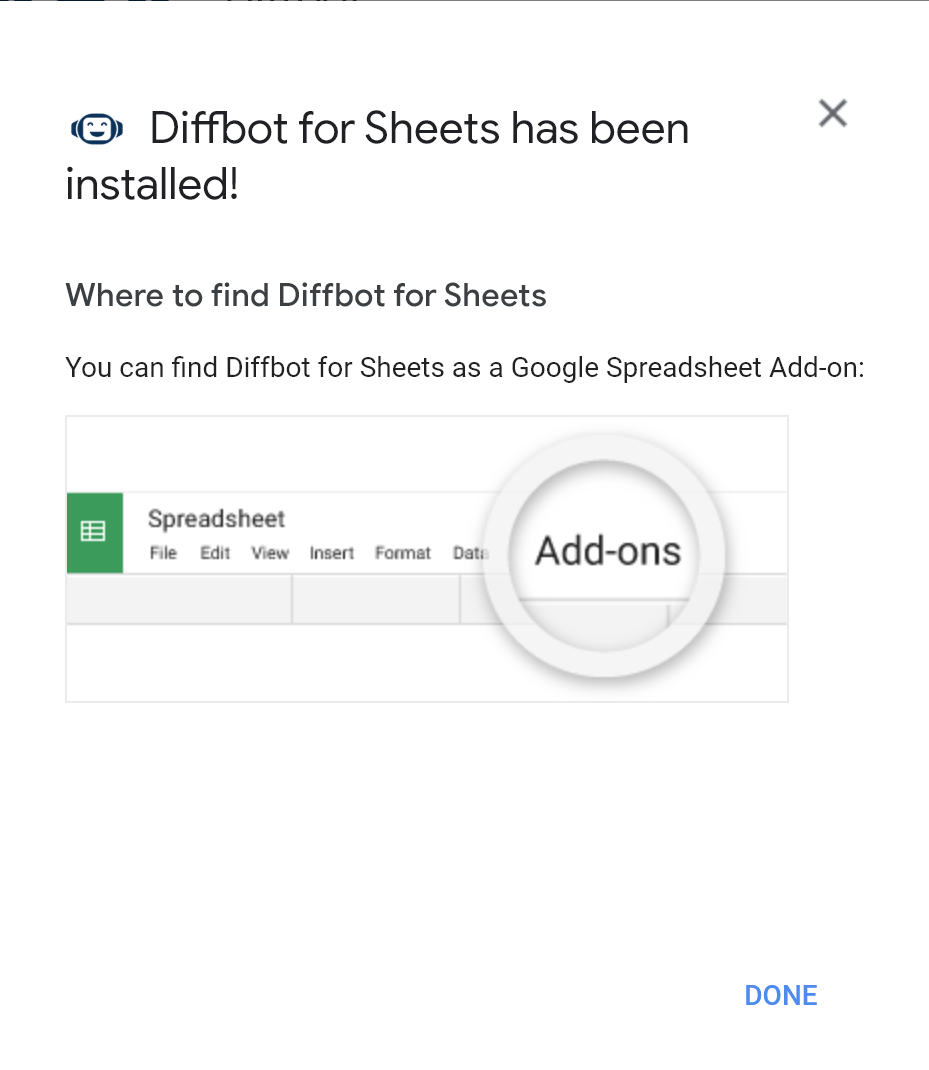 Diffbot for Sheets has been
installed!
Where to find Diffbot for Sheets
You can find Diffbot for Sheets as a Google Spreadsheet Add-on:
Spreadsheet
File Edit View Insert Format Data Add-ons
DONE